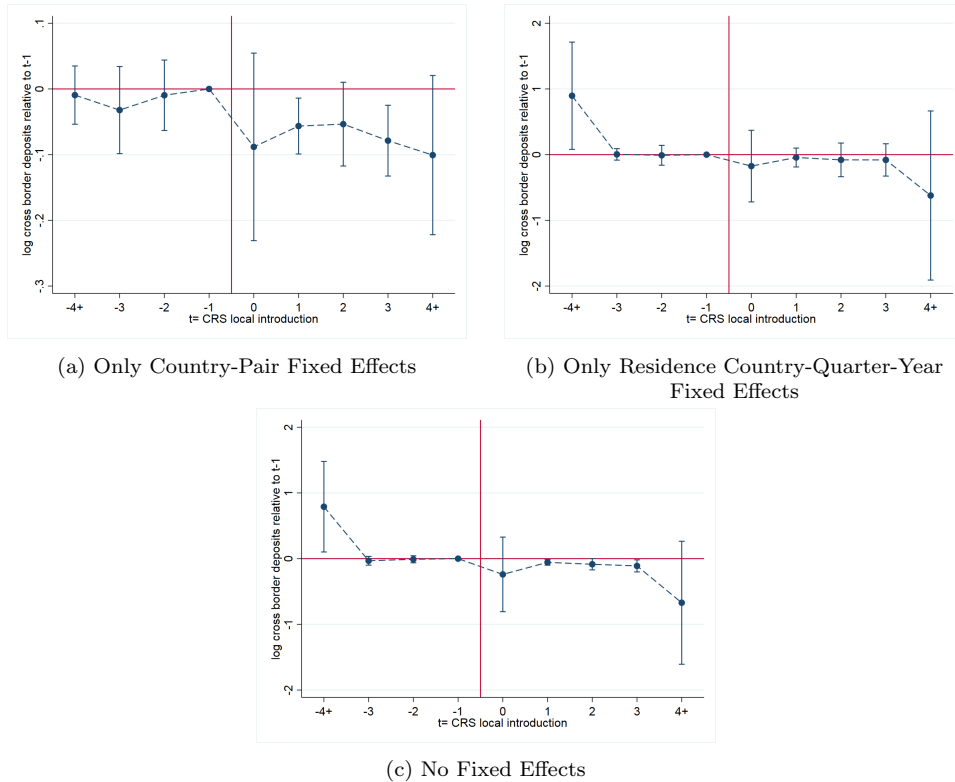 log cross border deposits relative to t-1
.1
0
-.1
-.2
-.3
-4+ -3 -2 -1 0 1 2 3 4+
t= CRS local introduction
(a) Only Country-Pair Fixed Effects
log cross border deposits relative to t-1
2
1
0
-1
-2
-4+ -3 -2 -1 0 1 2 3 4+
t= CRS local introduction
(b) Only Residence Country-Quarter-Year
Fixed Effects
log cross border deposits relative to t-1
2
1
0
-1
-2
-4+ -3 -2 -1 0 1 2 3 4+
t= CRS local introduction
(c) No Fixed Effects